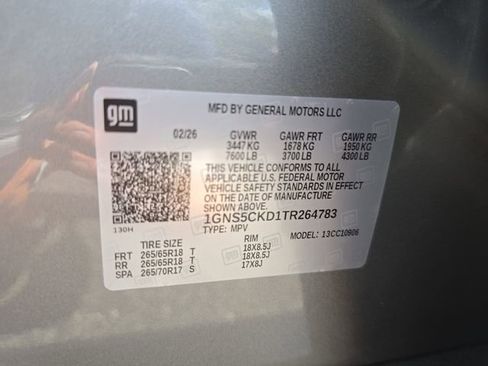 gm
MFD BY GENERAL MOTORS LLC
02/26 GVWR GAWR FRT GAWR RR
3447 KG 1678 KG 1950 KG
7600 LB 3700 LB 4300 LB
THIS VEHICLE CONFORMS TO ALL
APPLICABLE U.S. FEDERAL MOTOR
VEHICLE SAFETY STANDARDS IN EFFECT
ON THE DATE OF MANUFACTURE
SHOWN ABOVE.
1GNS5CKD1TR264783
TYPE: MPV MODEL: 13CC10906
130H
TIRE SIZE RIM
FRT 265/65R18 T 18X8.5J
RR 265/65R18 T 18X8.5J
SPA 265/70R17 S 17X8J